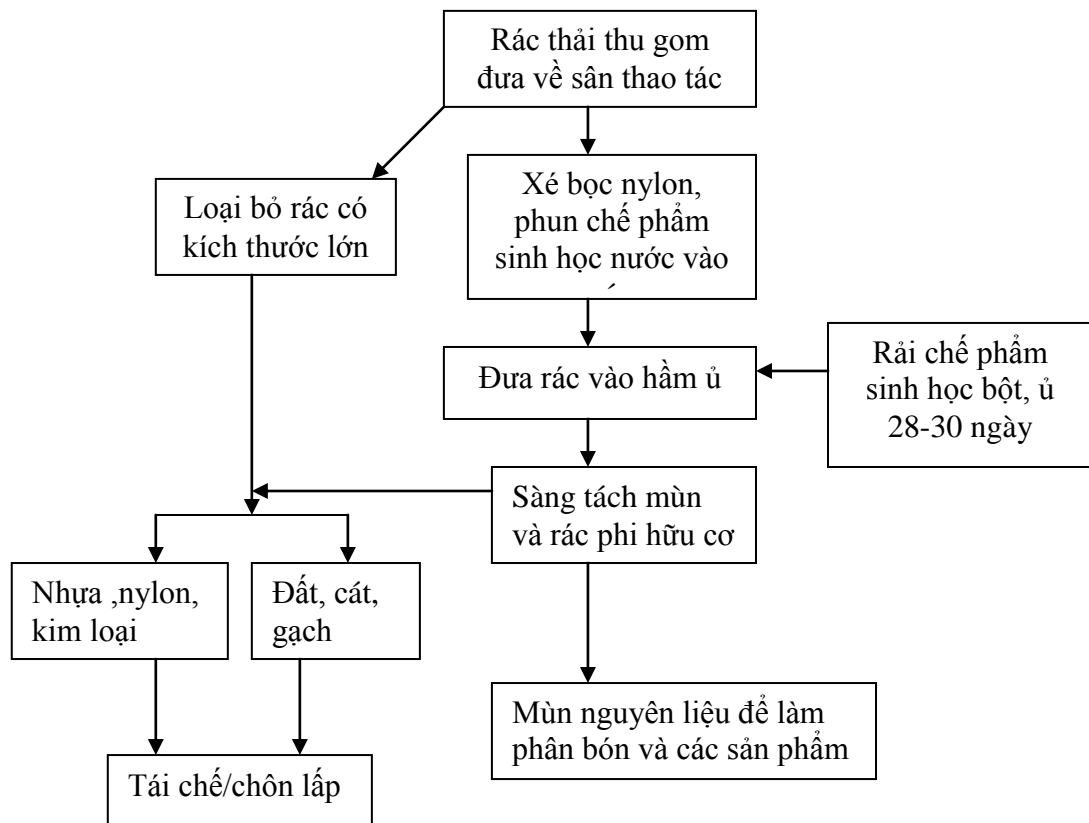 Rác thải thu gom
đưa về sân thao tác
Loại bỏ rác có
kích thước lớn
Xé bọc nylon,
phun chế phẩm
sinh học nước vào
Đưa rác vào hầm ủ
Rải chế phẩm
sinh học bột, ủ
28-30 ngày
Sàng tách mùn
và rác phi hữu cơ
Nhựa ,nylon,
kim loại
Đất, cát,
gạch
Mùn nguyên liệu để làm
phân bón và các sản phẩm
Tái chế/chôn lấp